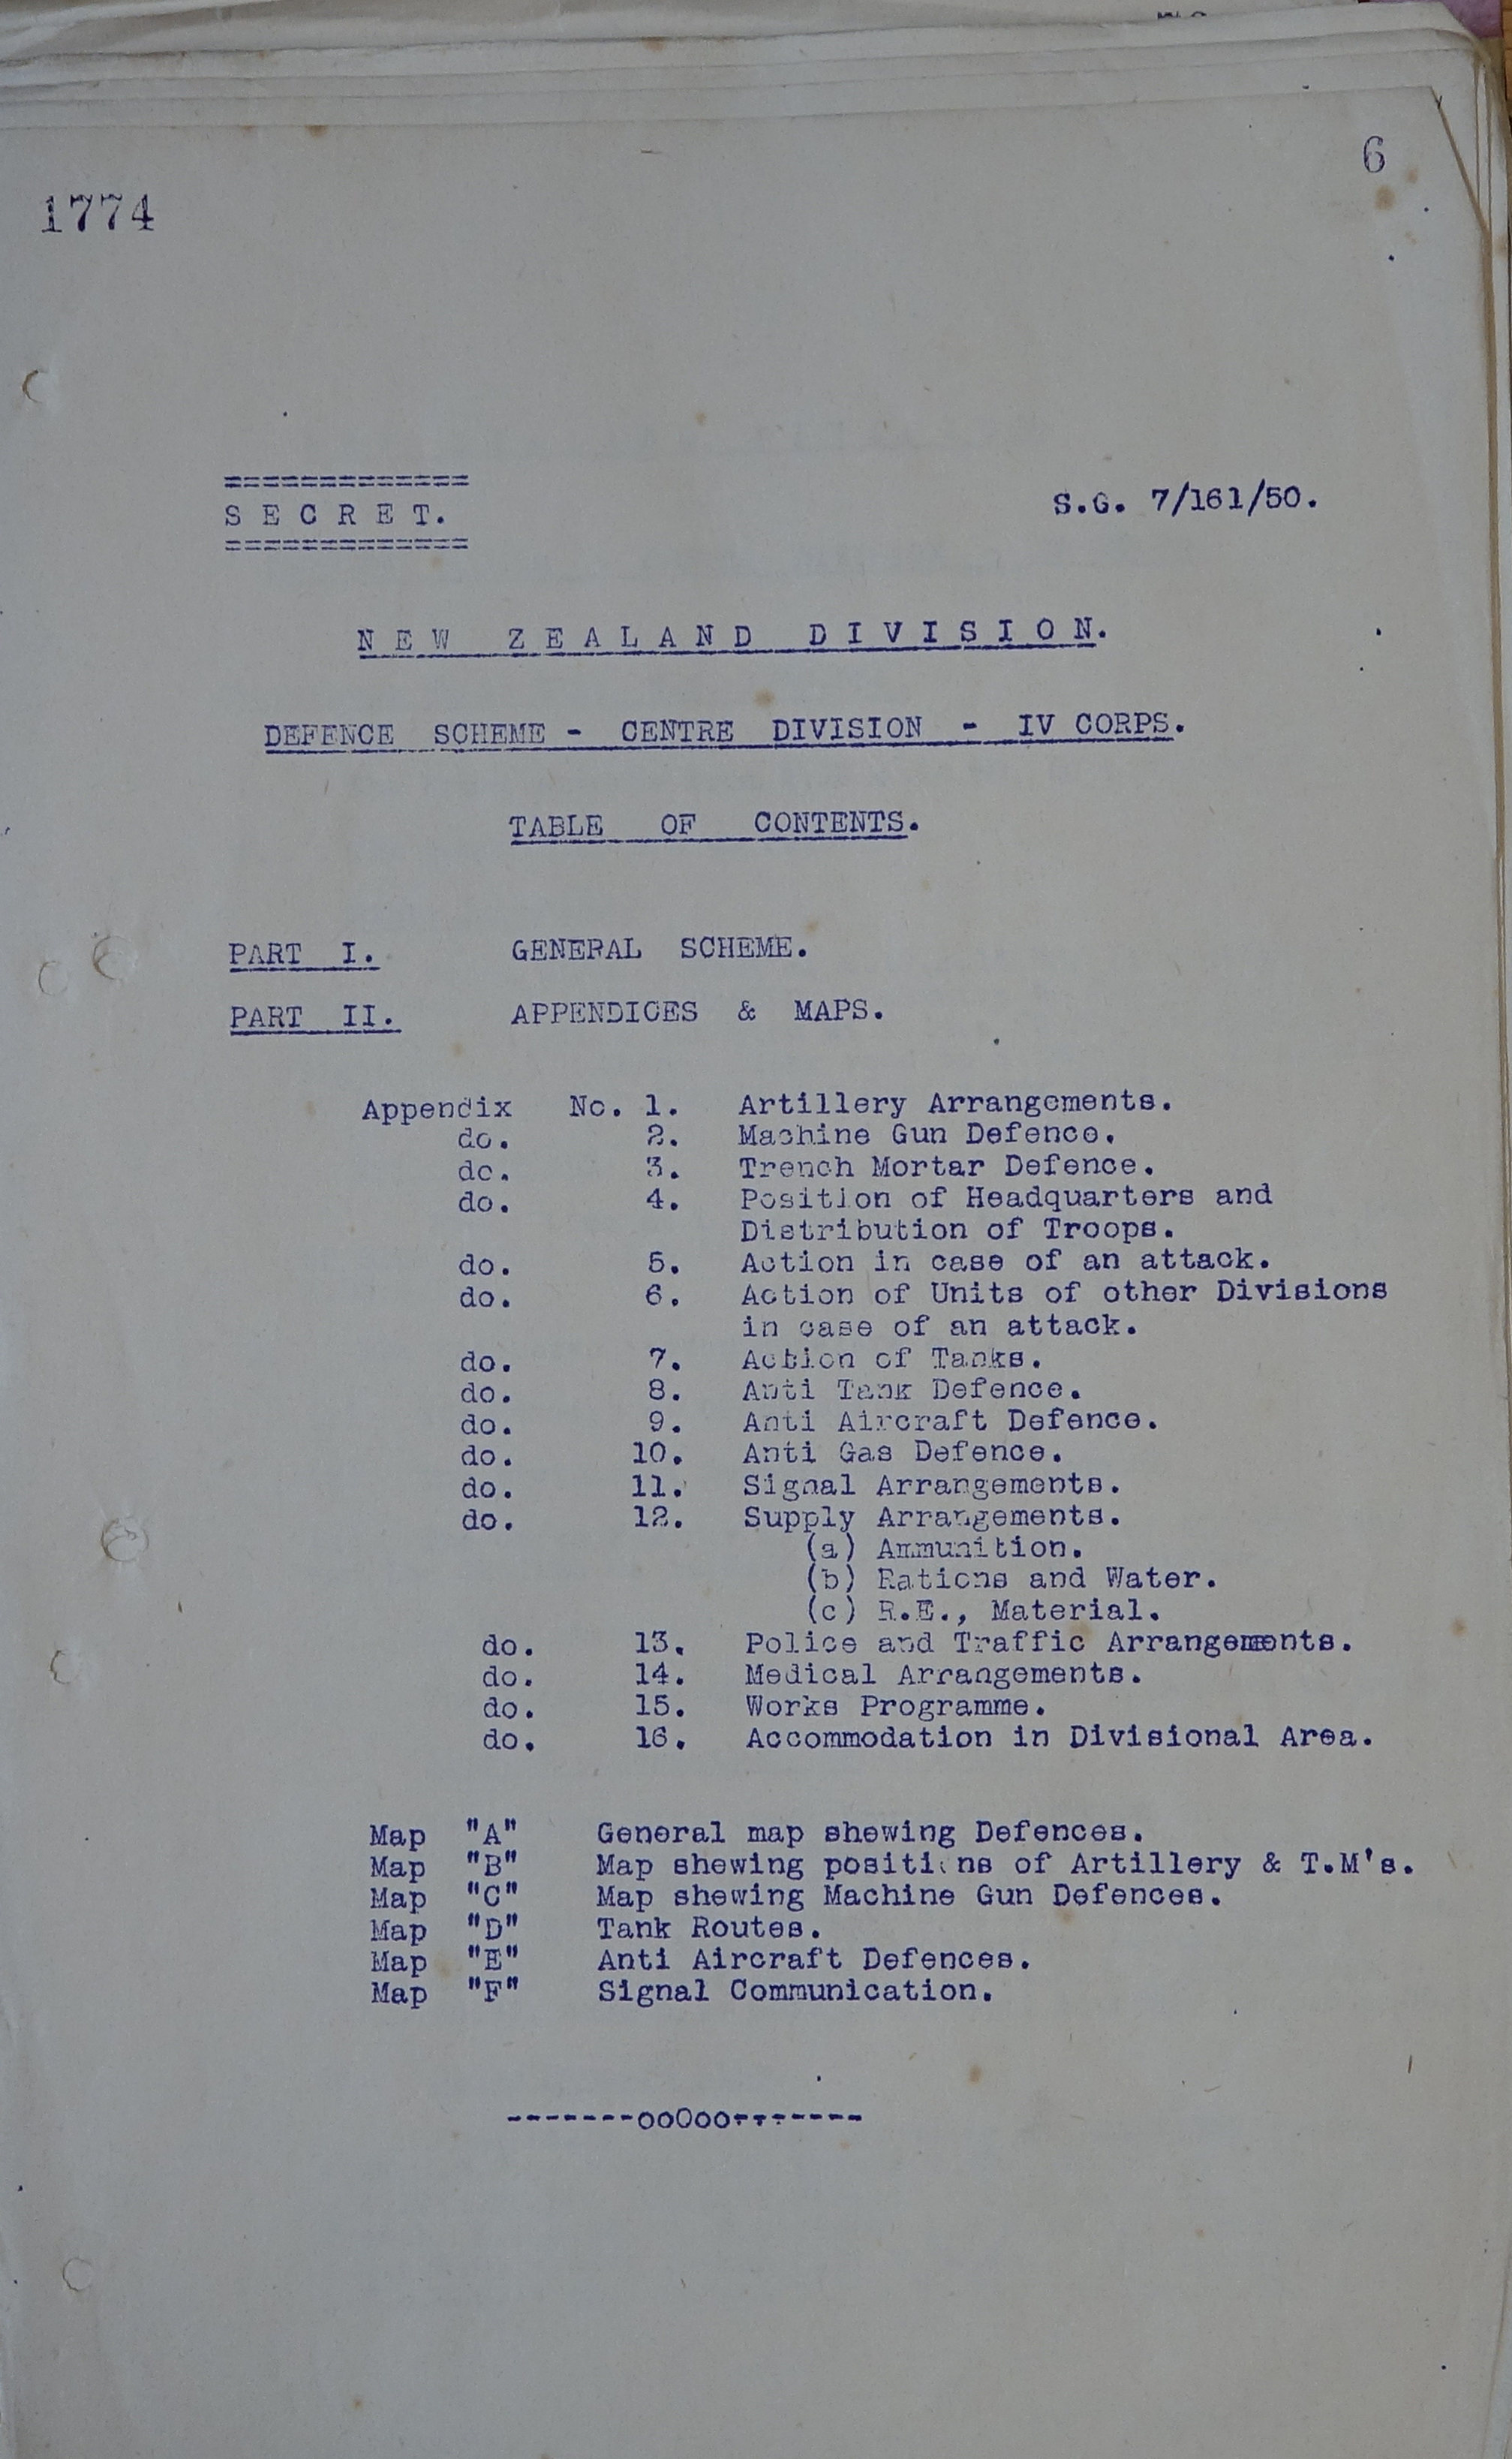 6
1774
=============
S E C R E T.
=============
S.G. 7/161/50.
N E W Z E A L A N D D I V I S I O N.
DEFENCE SCHEME - CENTRE DIVISION - IV CORPS.
TABLE OF CONTENTS.
PART I. GENERAL SCHEME.
PART II. APPENDICES & MAPS.
Appendix No. 1. Artillery Arrangements.
do. 2. Machine Gun Defence.
do. 3. Trench Mortar Defence.
do. 4. Position of Headquarters and
Distribution of Troops.
do. 5. Action in case of an attack.
do. 6. Action of Units of other Divisions
in case of an attack.
do. 7. Action of Tanks.
do. 8. Anti Tank Defence.
do. 9. Anti Aircraft Defence.
do. 10. Anti Gas Defence.
do. 11. Signal Arrangements.
do. 12. Supply Arrangements.
(a) Ammunition.
(b) Rations and Water.
(c) R.E., Material.
do. 13. Police and Traffic Arrangements.
do. 14. Medical Arrangements.
do. 15. Works Programme.
do. 16. Accommodation in Divisional Area.
Map "A" General map shewing Defences.
Map "B" Map shewing positions of Artillery & T.M's.
Map "C" Map shewing Machine Gun Defences.
Map "D" Tank Routes.
Map "E" Anti Aircraft Defences.
Map "F" Signal Communication.
-------ooOoo-------